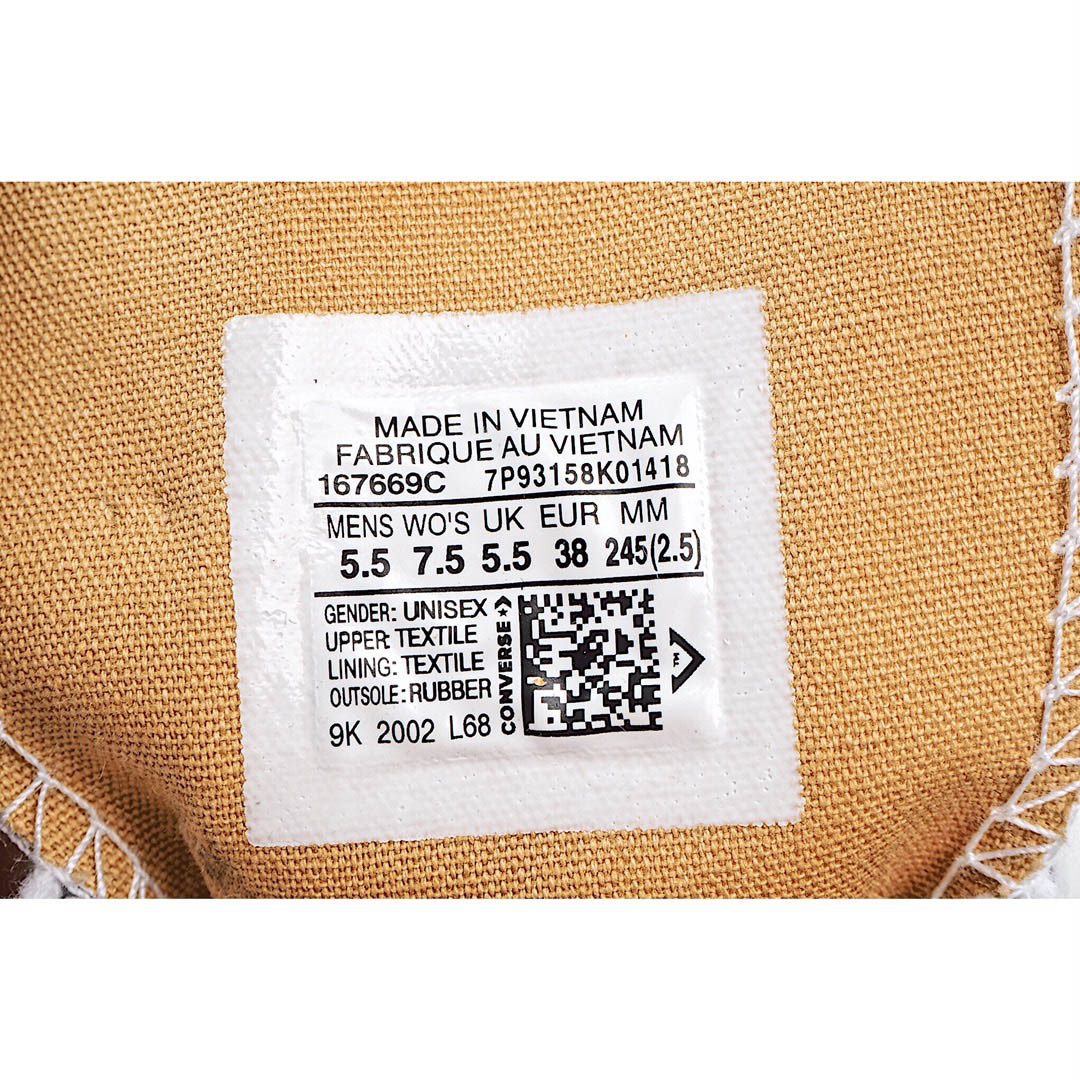 MADE IN VIETNAM
FABRIQUE AU VIETNAM
167669C 7P93158K01418
MENS WO'S UK EUR MM
5.5 7.5 5.5 38 245(2.5)
GENDER: UNISEX
UPPER: TEXTILE
LINING: TEXTILE
OUTSOLE: RUBBER
9K 2002 L68
CONVERSE
TM